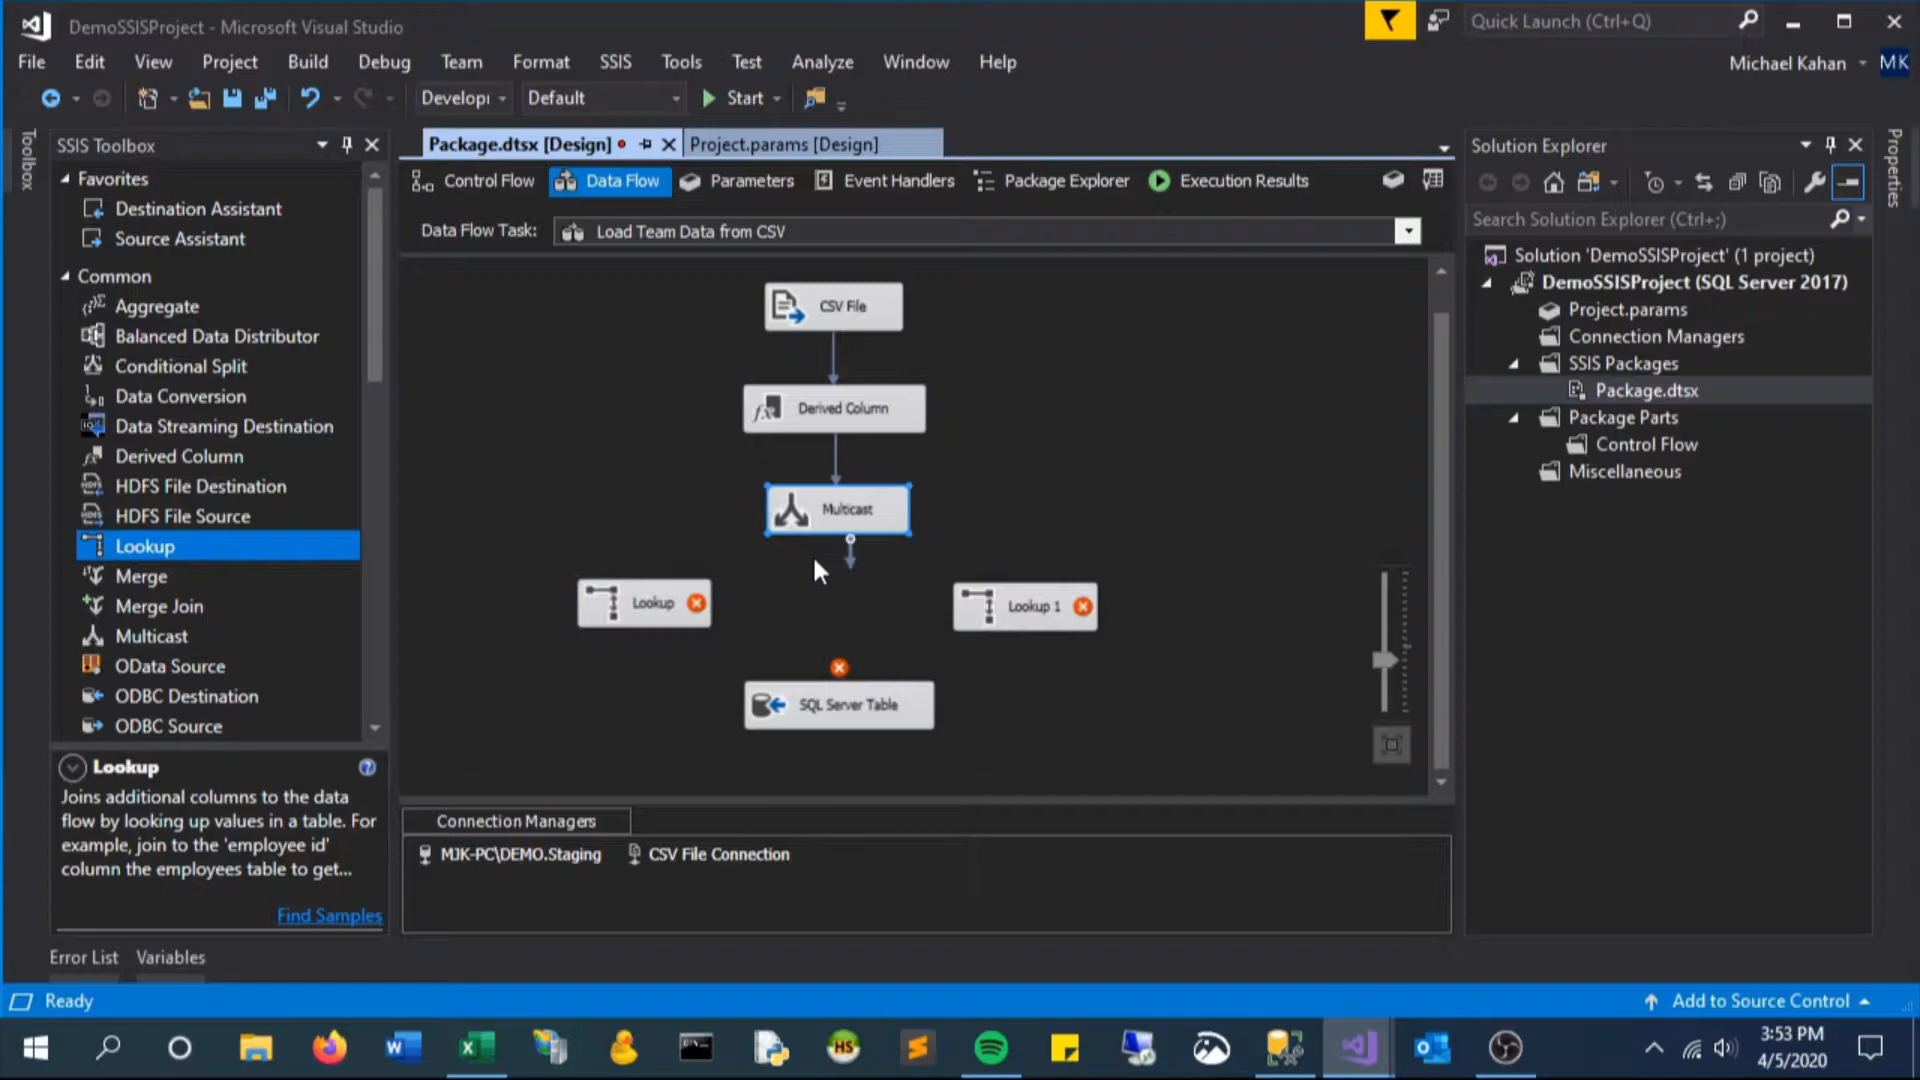 DemoSSISProject - Microsoft Visual Studio
Quick Launch (Ctrl+Q)
File Edit View Project Build Debug Team Format SSIS Tools Test Analyze Window Help
Michael Kahan MK
Developı Default Start
Toolbox
SSIS Toolbox
Favorites
Destination Assistant
Source Assistant
Common
Aggregate
Balanced Data Distributor
Conditional Split
Data Conversion
Data Streaming Destination
Derived Column
HDFS File Destination
HDFS File Source
Lookup
Merge
Merge Join
Multicast
OData Source
ODBC Destination
ODBC Source
Lookup
Joins additional columns to the data
flow by looking up values in a table. For
example, join to the 'employee id'
column the employees table to get...
Find Samples
Package.dtsx [Design] Project.params [Design]
Control Flow Data Flow Parameters Event Handlers Package Explorer Execution Results
Data Flow Task: Load Team Data from CSV
CSV File
Derived Column
Multicast
Lookup
Lookup 1
SQL Server Table
Connection Managers
MJK-PC\DEMO.Staging CSV File Connection
Solution Explorer
Search Solution Explorer (Ctrl+;)
Solution 'DemoSSISProject' (1 project)
DemoSSISProject (SQL Server 2017)
Project.params
Connection Managers
SSIS Packages
Package.dtsx
Package Parts
Control Flow
Miscellaneous
Properties
Error List Variables
Ready
Add to Source Control
HS
3:53 PM
4/5/2020